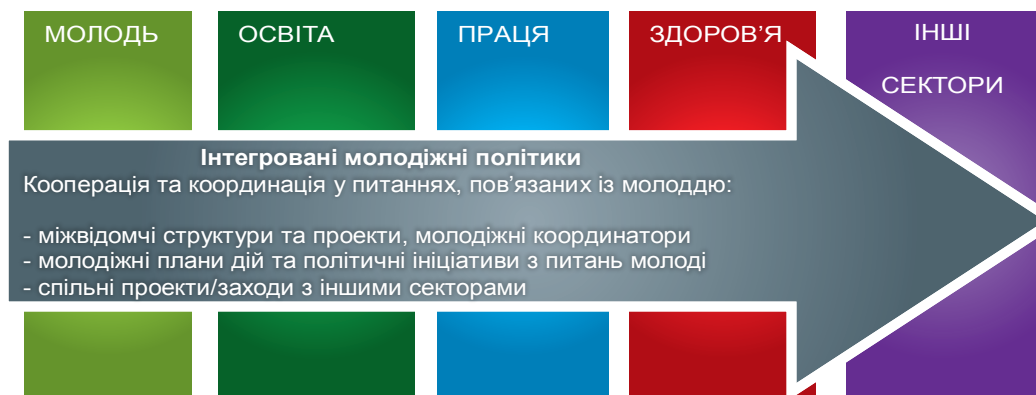 МОЛОДЬ
ОСВІТА
ПРАЦЯ
ЗДОРОВ’Я
ІНШІ
СЕКТОРИ
Інтегровані молодіжні політики
Кооперація та координація у питаннях, пов’язаних із молоддю:
- міжвідомчі структури та проекти, молодіжні координатори
- молодіжні плани дій та політичні ініціативи з питань молоді
- спільні проекти/заходи з іншими секторами